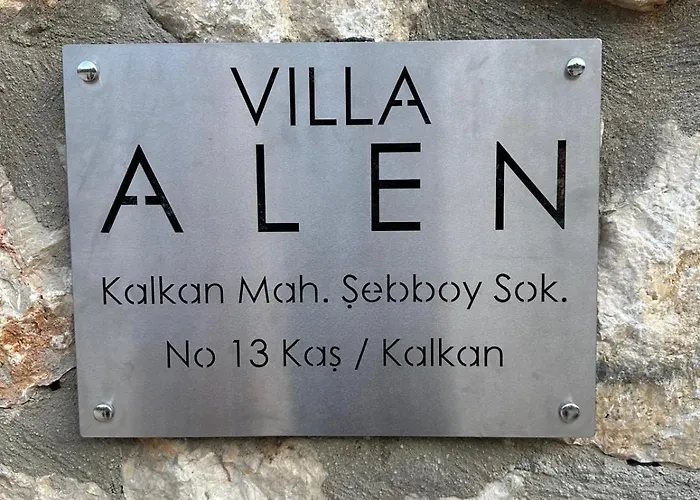 VILLA
ALEN
Kalkan Mah. Şebboy Sok.
No 13 Kaş / Kalkan